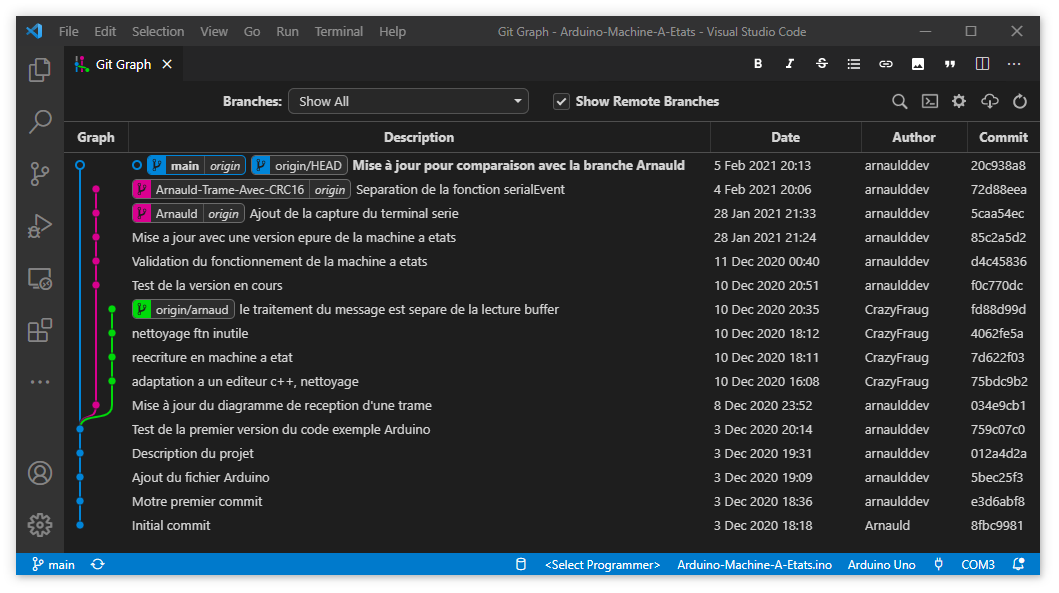 File Edit Selection View Go Run Terminal Help Git Graph - Arduino-Machine-A-Etats - Visual Studio Code
Git Graph
Branches: Show All Show Remote Branches
Graph Description Date Author Commit
main origin origin/HEAD Mise à jour pour comparaison avec la branche Arnauld 5 Feb 2021 20:13 arnaulddev 20c938a8
Arnauld-Trame-Avec-CRC16 origin Separation de la fonction serialEvent 4 Feb 2021 20:06 arnaulddev 72d88eea
Arnauld origin Ajout de la capture du terminal serie 28 Jan 2021 21:33 arnaulddev 5caa54ec
Mise a jour avec une version epure de la machine a etats 28 Jan 2021 21:24 arnaulddev 85c2a5d2
Validation du fonctionnement de la machine a etats 11 Dec 2020 00:40 arnaulddev d4c45836
Test de la version en cours 10 Dec 2020 20:51 arnaulddev f0c770dc
origin/arnaud le traitement du message est separe de la lecture buffer 10 Dec 2020 20:35 CrazyFraug fd88d99d
nettoyage ftn inutile 10 Dec 2020 18:12 CrazyFraug 4062fe5a
reecriture en machine a etat 10 Dec 2020 18:11 CrazyFraug 7d622f03
adaptation a un editeur c++, nettoyage 10 Dec 2020 16:08 CrazyFraug 75bdc9b2
Mise à jour du diagramme de reception d'une trame 8 Dec 2020 23:52 arnaulddev 034e9cb1
Test de la premier version du code exemple Arduino 3 Dec 2020 20:14 arnaulddev 759c07c0
Description du projet 3 Dec 2020 19:31 arnaulddev 012a4d2a
Ajout du fichier Arduino 3 Dec 2020 19:09 arnaulddev 5bec25f3
Motre premier commit 3 Dec 2020 18:36 arnaulddev e3d6abf8
Initial commit 3 Dec 2020 18:18 Arnauld 8fbc9981
main <Select Programmer> Arduino-Machine-A-Etats.ino Arduino Uno COM3